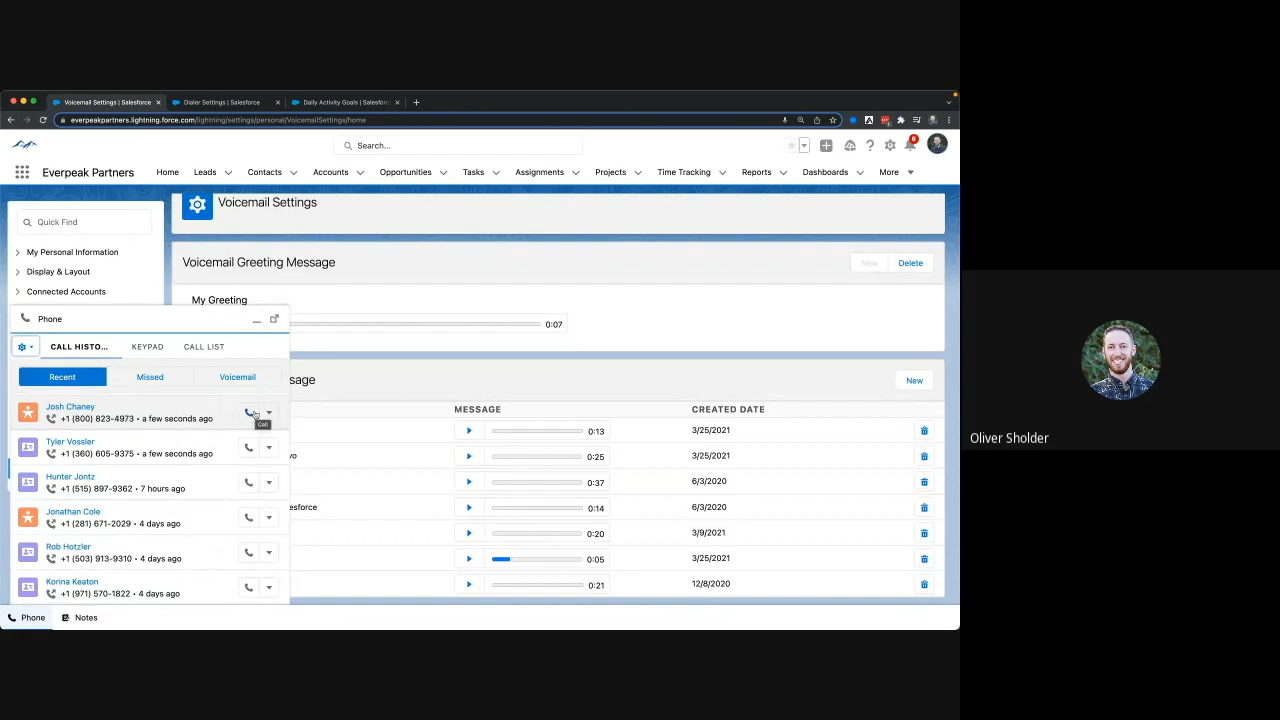 Voicemail Settings | Salesforce
Dialer Settings | Salesforce
Daily Activity Goals | Salesforc
everpeakpartners.lightning.force.com/lightning/settings/personal/VoicemailSettings/home
Search...
6
Everpeak Partners Home Leads Contacts Accounts Opportunities Tasks Assignments Projects Time Tracking Reports Dashboards More
Quick Find
My Personal Information
Display & Layout
Connected Accounts
Voicemail Settings
Voicemail Greeting Message
New Delete
My Greeting
0:07
Phone
CALL HISTO... KEYPAD CALL LIST
Recent Missed Voicemail
Josh Chaney
+1 (800) 823-4973 • a few seconds ago
Call
Tyler Vossler
+1 (360) 605-9375 • a few seconds ago
Hunter Jontz
+1 (515) 897-9362 • 7 hours ago
Jonathan Cole
+1 (281) 671-2029 • 4 days ago
Rob Hotzler
+1 (503) 913-9310 • 4 days ago
Korina Keaton
+1 (971) 570-1822 • 4 days ago
ssage
New
MESSAGE CREATED DATE
0:13 3/25/2021
vo 0:25 3/25/2021
0:37 6/3/2020
esforce 0:14 6/3/2020
0:20 3/9/2021
0:05 3/25/2021
0:21 12/8/2020
Phone Notes
Oliver Sholder